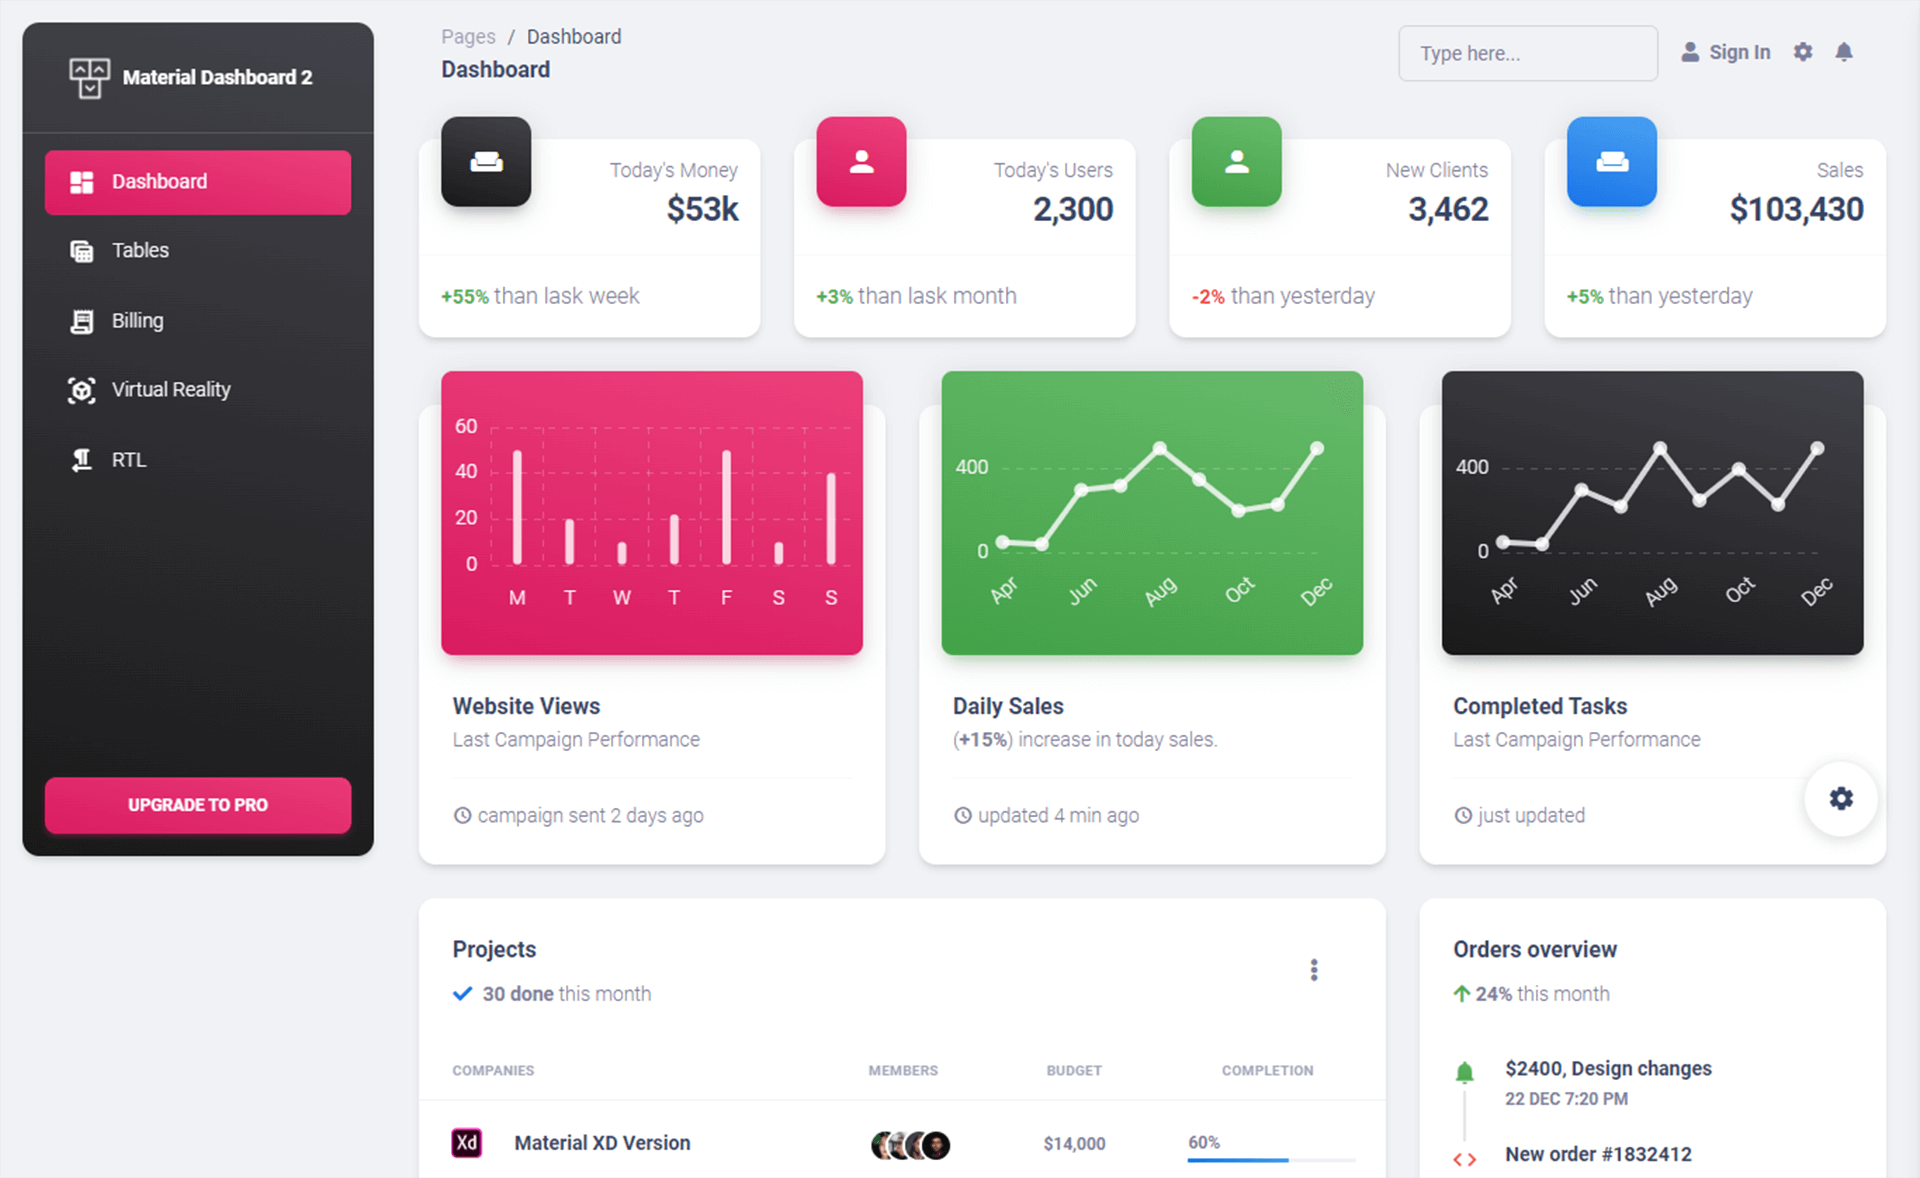 Material Dashboard 2
Dashboard
Tables
Billing
Virtual Reality
RTL
UPGRADE TO PRO
Pages / Dashboard
Dashboard
Type here...
Sign In
Today's Money
$53k
+55% than lask week
Today's Users
2,300
+3% than lask month
New Clients
3,462
-2% than yesterday
Sales
$103,430
+5% than yesterday
60
40
20
0
M T W T F S S
Website Views
Last Campaign Performance
campaign sent 2 days ago
400
0
Apr Jun Aug Oct Dec
Daily Sales
(+15%) increase in today sales.
updated 4 min ago
400
0
Apr Jun Aug Oct Dec
Completed Tasks
Last Campaign Performance
just updated
Projects
30 done this month
COMPANIES MEMBERS BUDGET COMPLETION
Xd Material XD Version $14,000 60%
Orders overview
24% this month
$2400, Design changes
22 DEC 7:20 PM
New order #1832412